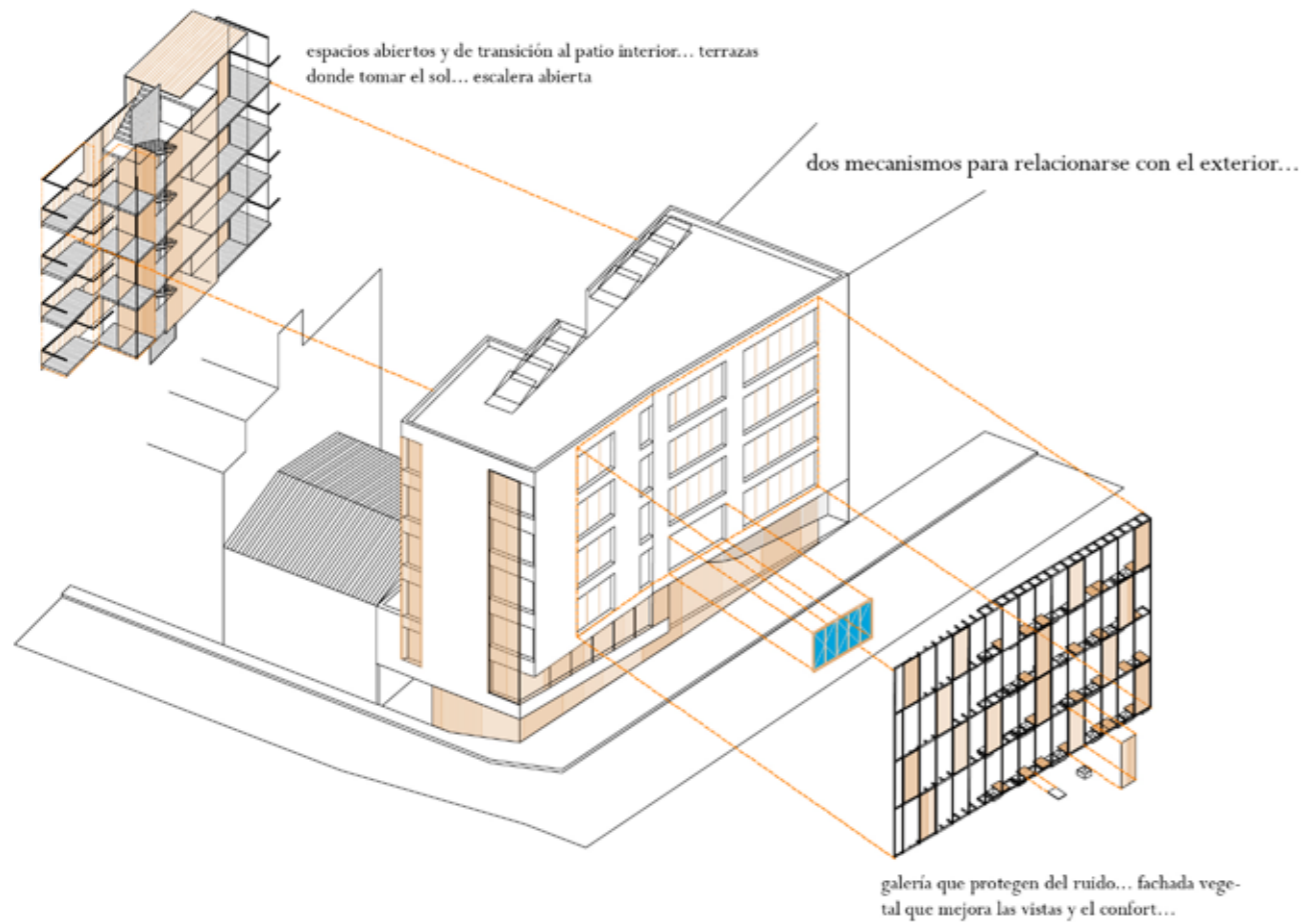 espacios abiertos y de transición al patio interior... terrazas
donde tomar el sol... escalera abierta
dos mecanismos para relacionarse con el exterior...
galería que protegen del ruido... fachada vege-
tal que mejora las vistas y el confort...